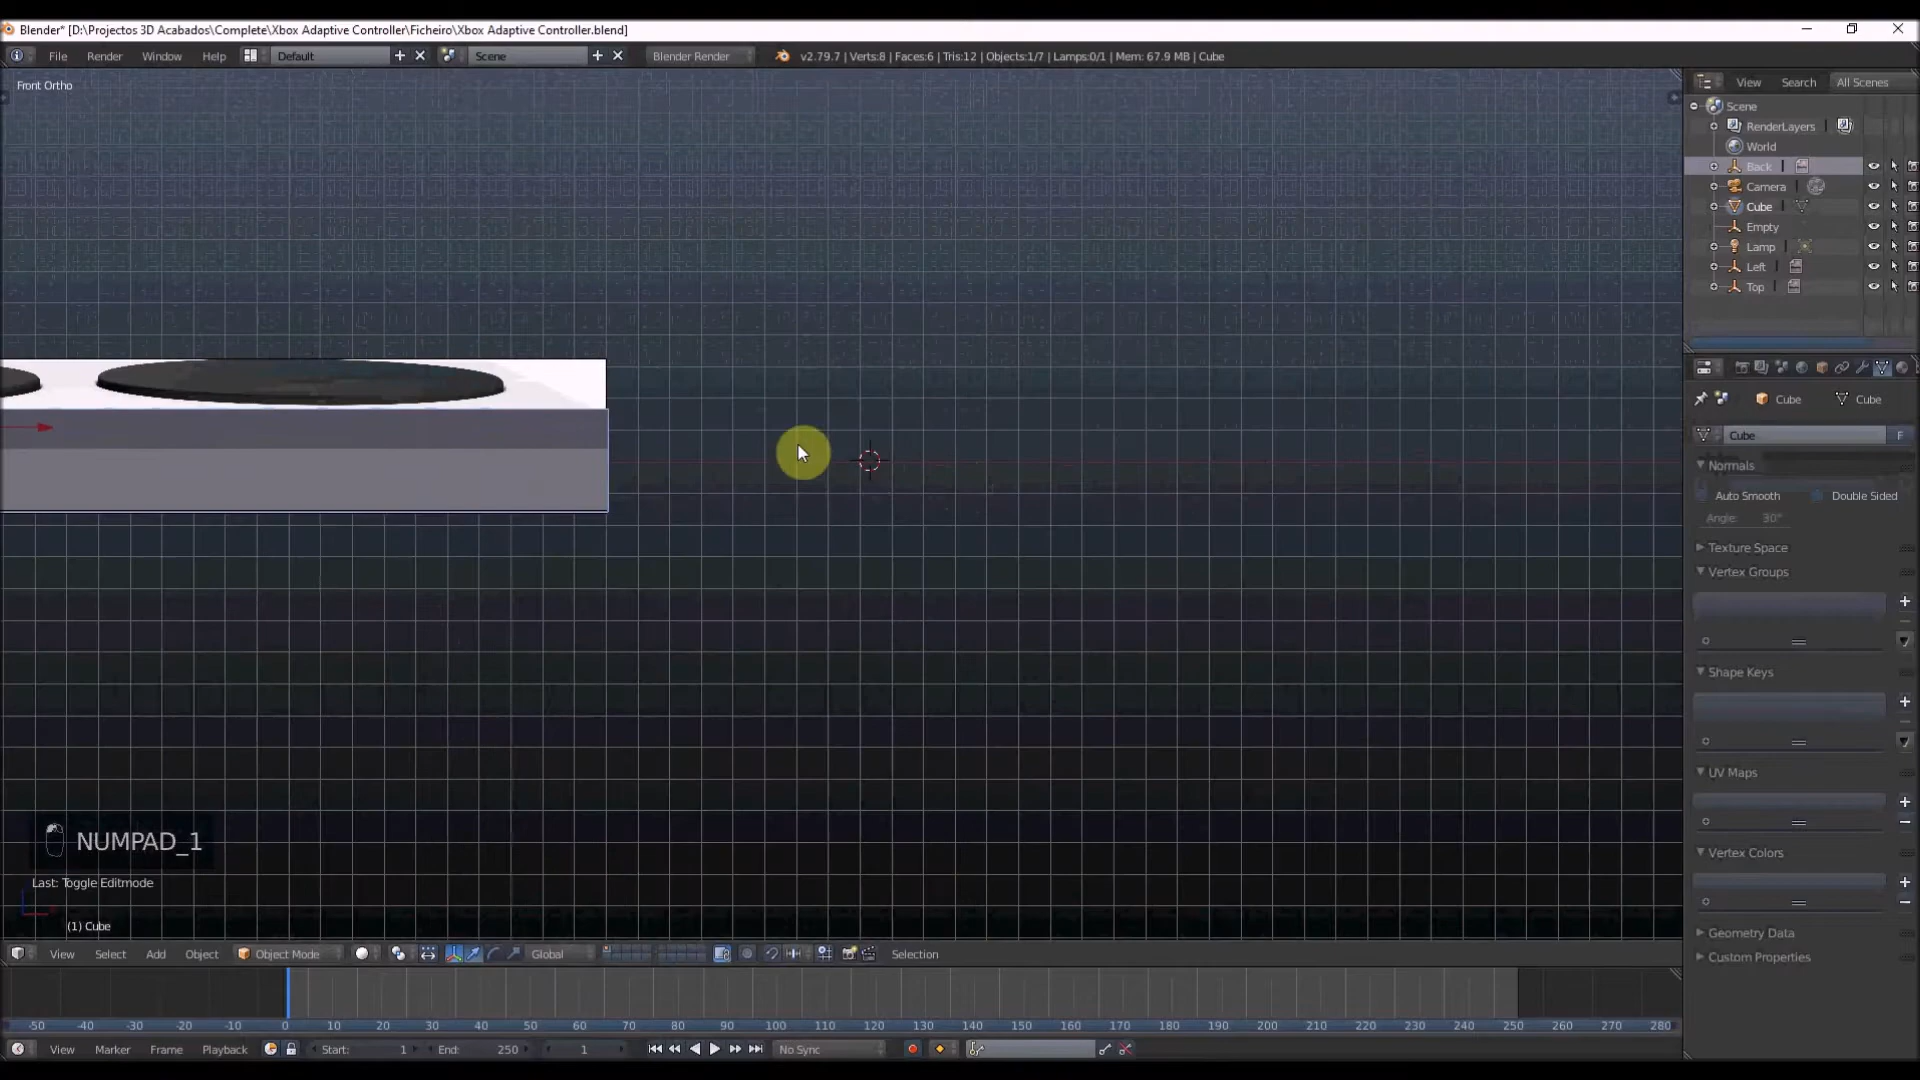 Blender* [D:\Projectos 3D Acabados\Complete\Xbox Adaptive Controller\Ficheiro\Xbox Adaptive Controller.blend]
File Render Window Help Default Scene Blender Render v2.79.7 | Verts:8 | Faces:6 | Tris:12 | Objects:1/7 | Lamps:0/1 | Mem: 67.9 MB | Cube
Front Ortho
View Search All Scenes
Scene
RenderLayers
World
Back
Camera
Cube
Empty
Lamp
Left
Top
Cube Cube
Cube F
Normals
Auto Smooth Double Sided
Angle: 30°
Texture Space
Vertex Groups
Shape Keys
UV Maps
Vertex Colors
Geometry Data
Custom Properties
NUMPAD_1
Last: Toggle Editmode
(1) Cube
View Select Add Object Object Mode Global Selection
-50 -40 -30 -20 -10 0 10 20 30 40 50 60 70 80 90 100 110 120 130 140 150 160 170 180 190 200 210 220 230 240 250 260 270 280
View Marker Frame Playback Start: 1 End: 250 1 No Sync